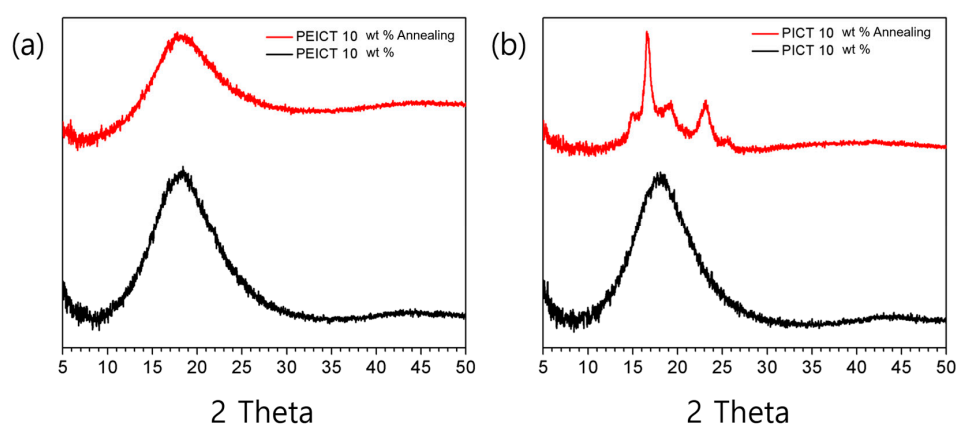 (a)
PEICT 10 wt % Annealing
PEICT 10 wt %
5 10 15 20 25 30 35 40 45 50
2 Theta
(b)
PICT 10 wt % Annealing
PICT 10 wt %
5 10 15 20 25 30 35 40 45 50
2 Theta